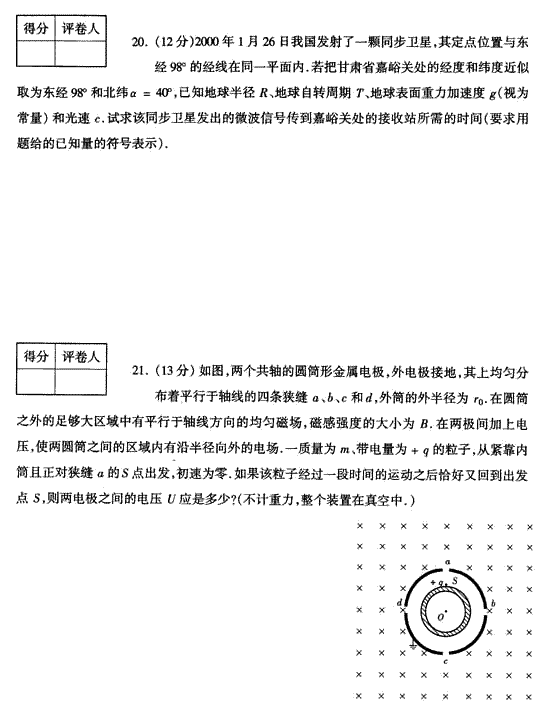 得分 评卷人
20. (12分)2000年1月26日我国发射了一颗同步卫星,其定点位置与东
经98°的经线在同一平面内.若把甘肃省嘉峪关处的经度和纬度近似
取为东经98°和北纬α = 40°,已知地球半径R、地球自转周期T、地球表面重力加速度g(视为
常量)和光速c.试求该同步卫星发出的微波信号传到嘉峪关处的接收站所需的时间(要求用
题给的已知量的符号表示).
得分 评卷人
21. (13分) 如图,两个共轴的圆筒形金属电极,外电极接地,其上均匀分
布着平行于轴线的四条狭缝a、b、c和d,外筒的外半径为r₀.在圆筒
之外的足够大区域中有平行于轴线方向的均匀磁场,磁感强度的大小为B.在两极间加上电
压,使两圆筒之间的区域内有沿半径向外的电场.一质量为m、带电量为+q的粒子,从紧靠内
筒且正对狭缝a的S点出发,初速为零.如果该粒子经过一段时间的运动之后恰好又回到出发
点S,则两电极之间的电压U应是多少?(不计重力,整个装置在真空中.)
a
+q S
d b
O
c